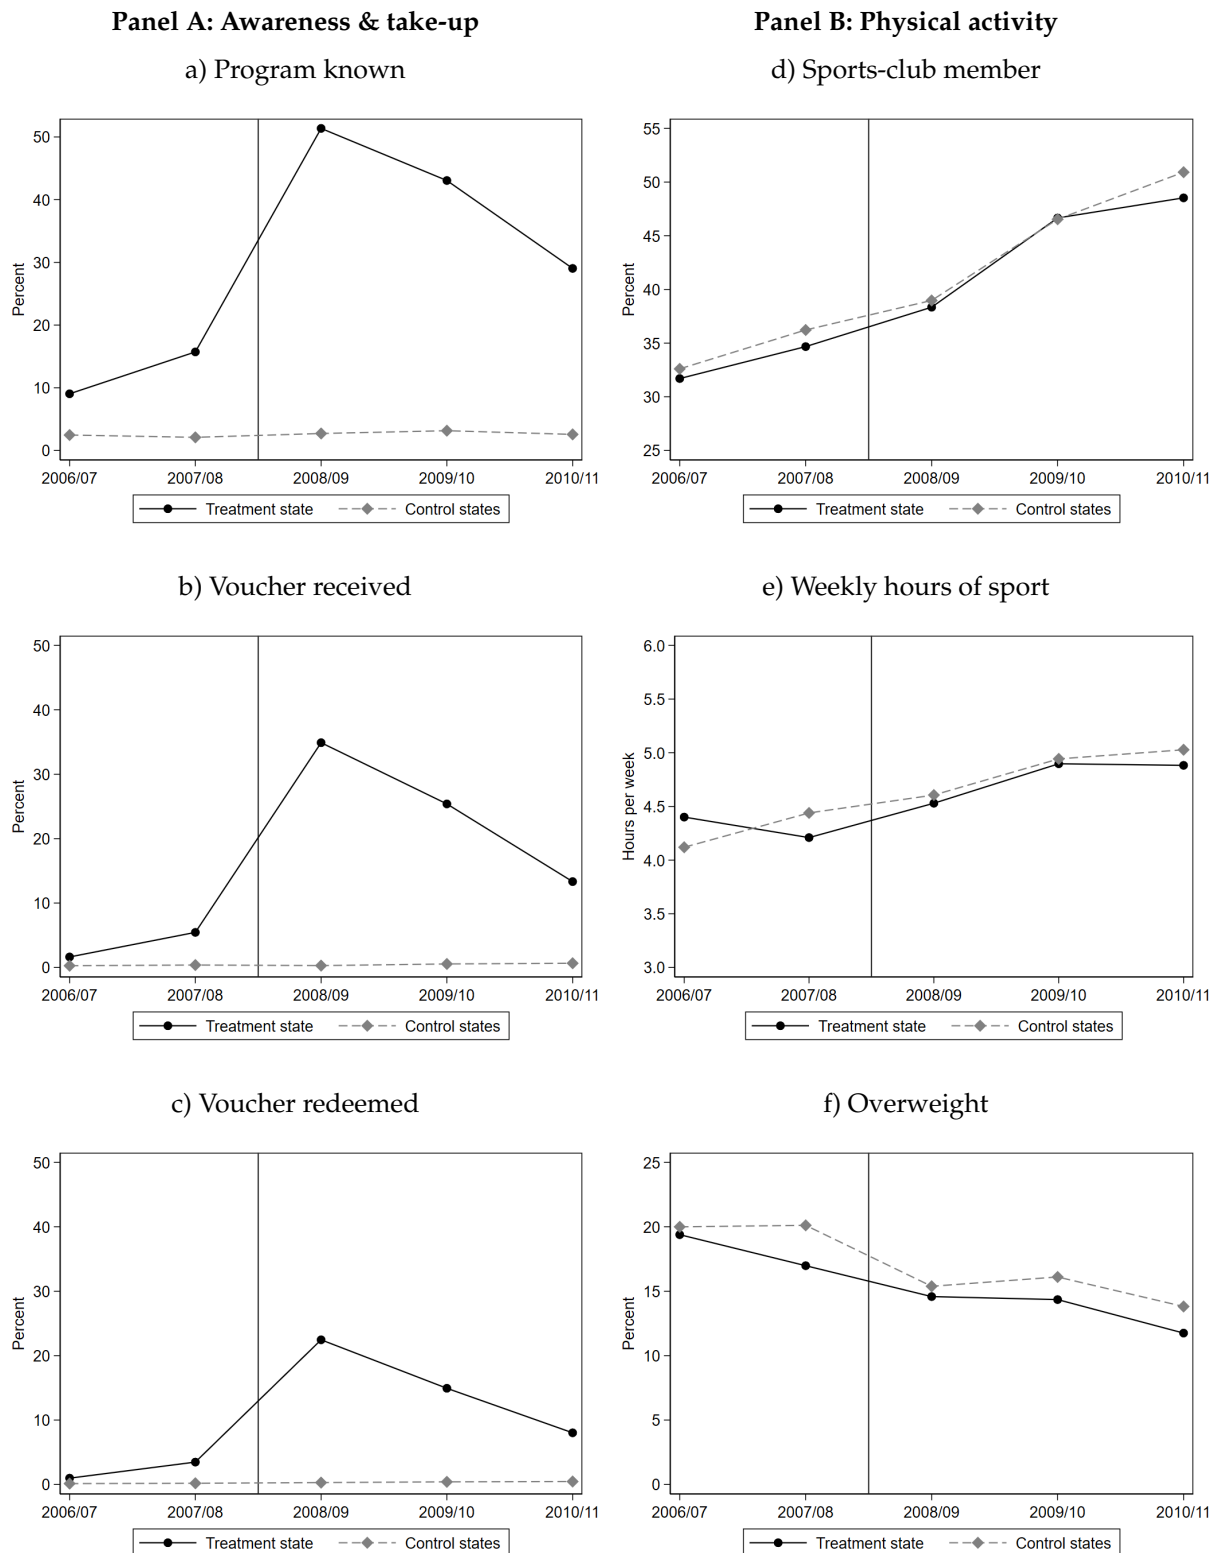 Panel A: Awareness & take-up
Panel B: Physical activity
a) Program known
Percent
50
40
30
20
10
0
2006/07 2007/08 2008/09 2009/10 2010/11
Treatment state Control states
d) Sports-club member
Percent
55
50
45
40
35
30
25
2006/07 2007/08 2008/09 2009/10 2010/11
Treatment state Control states
b) Voucher received
Percent
50
40
30
20
10
0
2006/07 2007/08 2008/09 2009/10 2010/11
Treatment state Control states
e) Weekly hours of sport
Hours per week
6.0
5.5
5.0
4.5
4.0
3.5
3.0
2006/07 2007/08 2008/09 2009/10 2010/11
Treatment state Control states
c) Voucher redeemed
Percent
50
40
30
20
10
0
2006/07 2007/08 2008/09 2009/10 2010/11
Treatment state Control states
f) Overweight
Percent
25
20
15
10
5
0
2006/07 2007/08 2008/09 2009/10 2010/11
Treatment state Control states